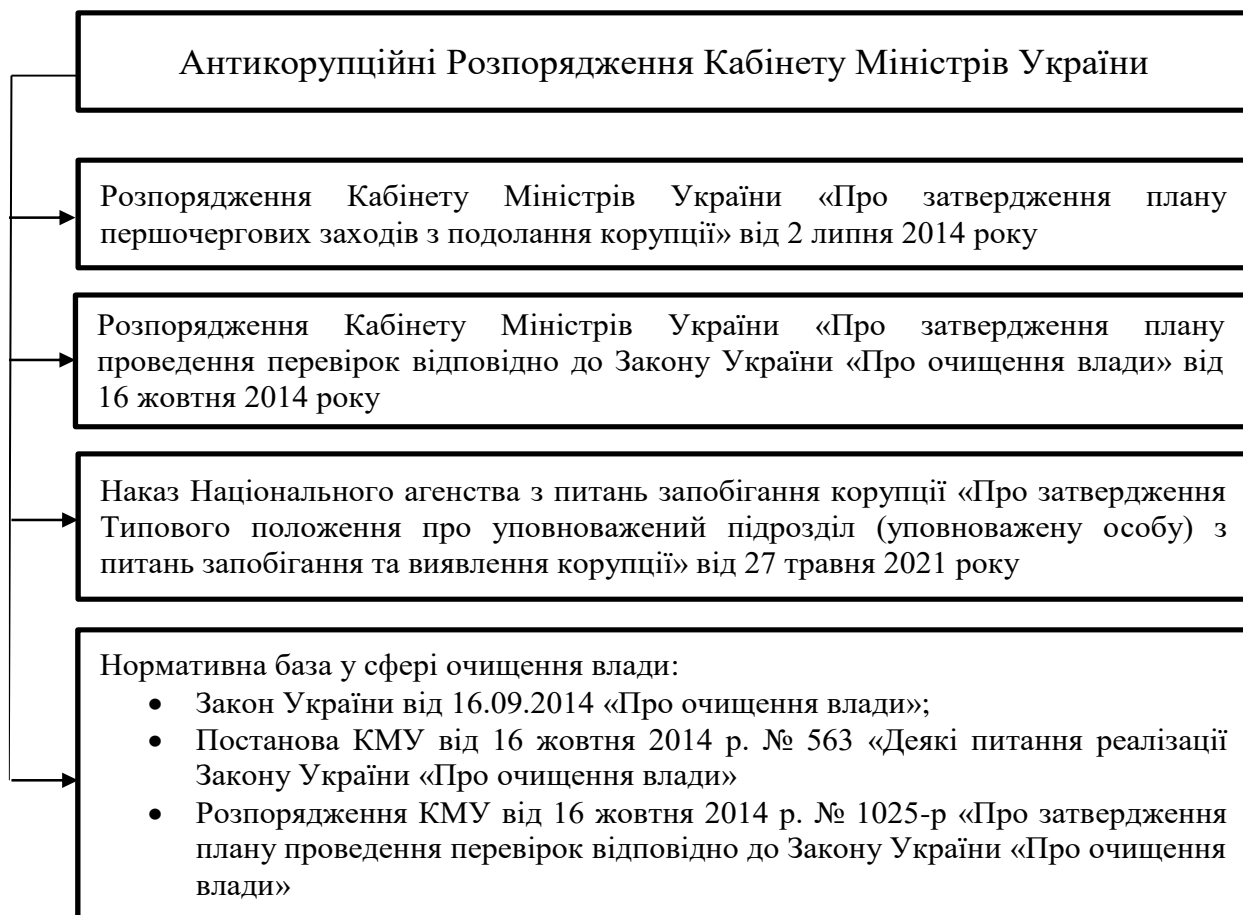 Антикорупційні Розпорядження Кабінету Міністрів України
Розпорядження Кабінету Міністрів України «Про затвердження плану
першочергових заходів з подолання корупції» від 2 липня 2014 року
Розпорядження Кабінету Міністрів України «Про затвердження плану
проведення перевірок відповідно до Закону України «Про очищення влади» від
16 жовтня 2014 року
Наказ Національного агенства з питань запобігання корупції «Про затвердження
Типового положення про уповноважений підрозділ (уповноважену особу) з
питань запобігання та виявлення корупції» від 27 травня 2021 року
Нормативна база у сфері очищення влади:
• Закон України від 16.09.2014 «Про очищення влади»;
• Постанова КМУ від 16 жовтня 2014 р. № 563 «Деякі питання реалізації
Закону України «Про очищення влади»
• Розпорядження КМУ від 16 жовтня 2014 р. № 1025-р «Про затвердження
плану проведення перевірок відповідно до Закону України «Про очищення
влади»